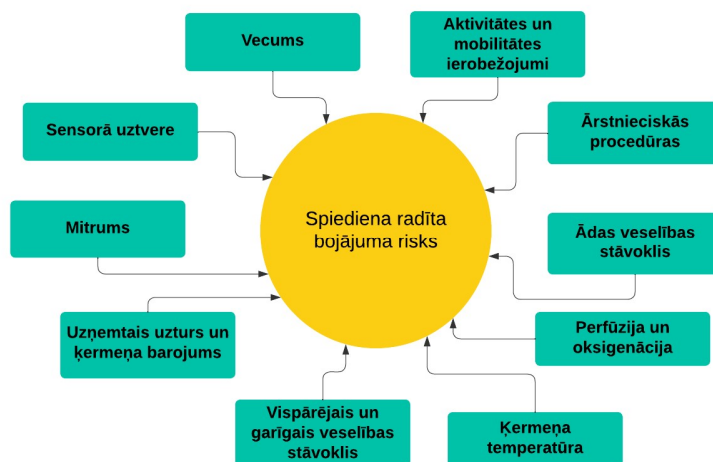 Vecums
Aktivitātes un
mobilitātes
ierobežojumi
Sensorā uztvere
Ārstnieciskās
procedūras
Spiediena radīta
bojājuma risks
Mitrums
Ādas veselības
stāvoklis
Uzņemtais uzturs un
ķermeņa barojums
Perfūzija un
oksigenācija
Vispārējais un
garīgais veselības
stāvoklis
Ķermeņa
temperatūra